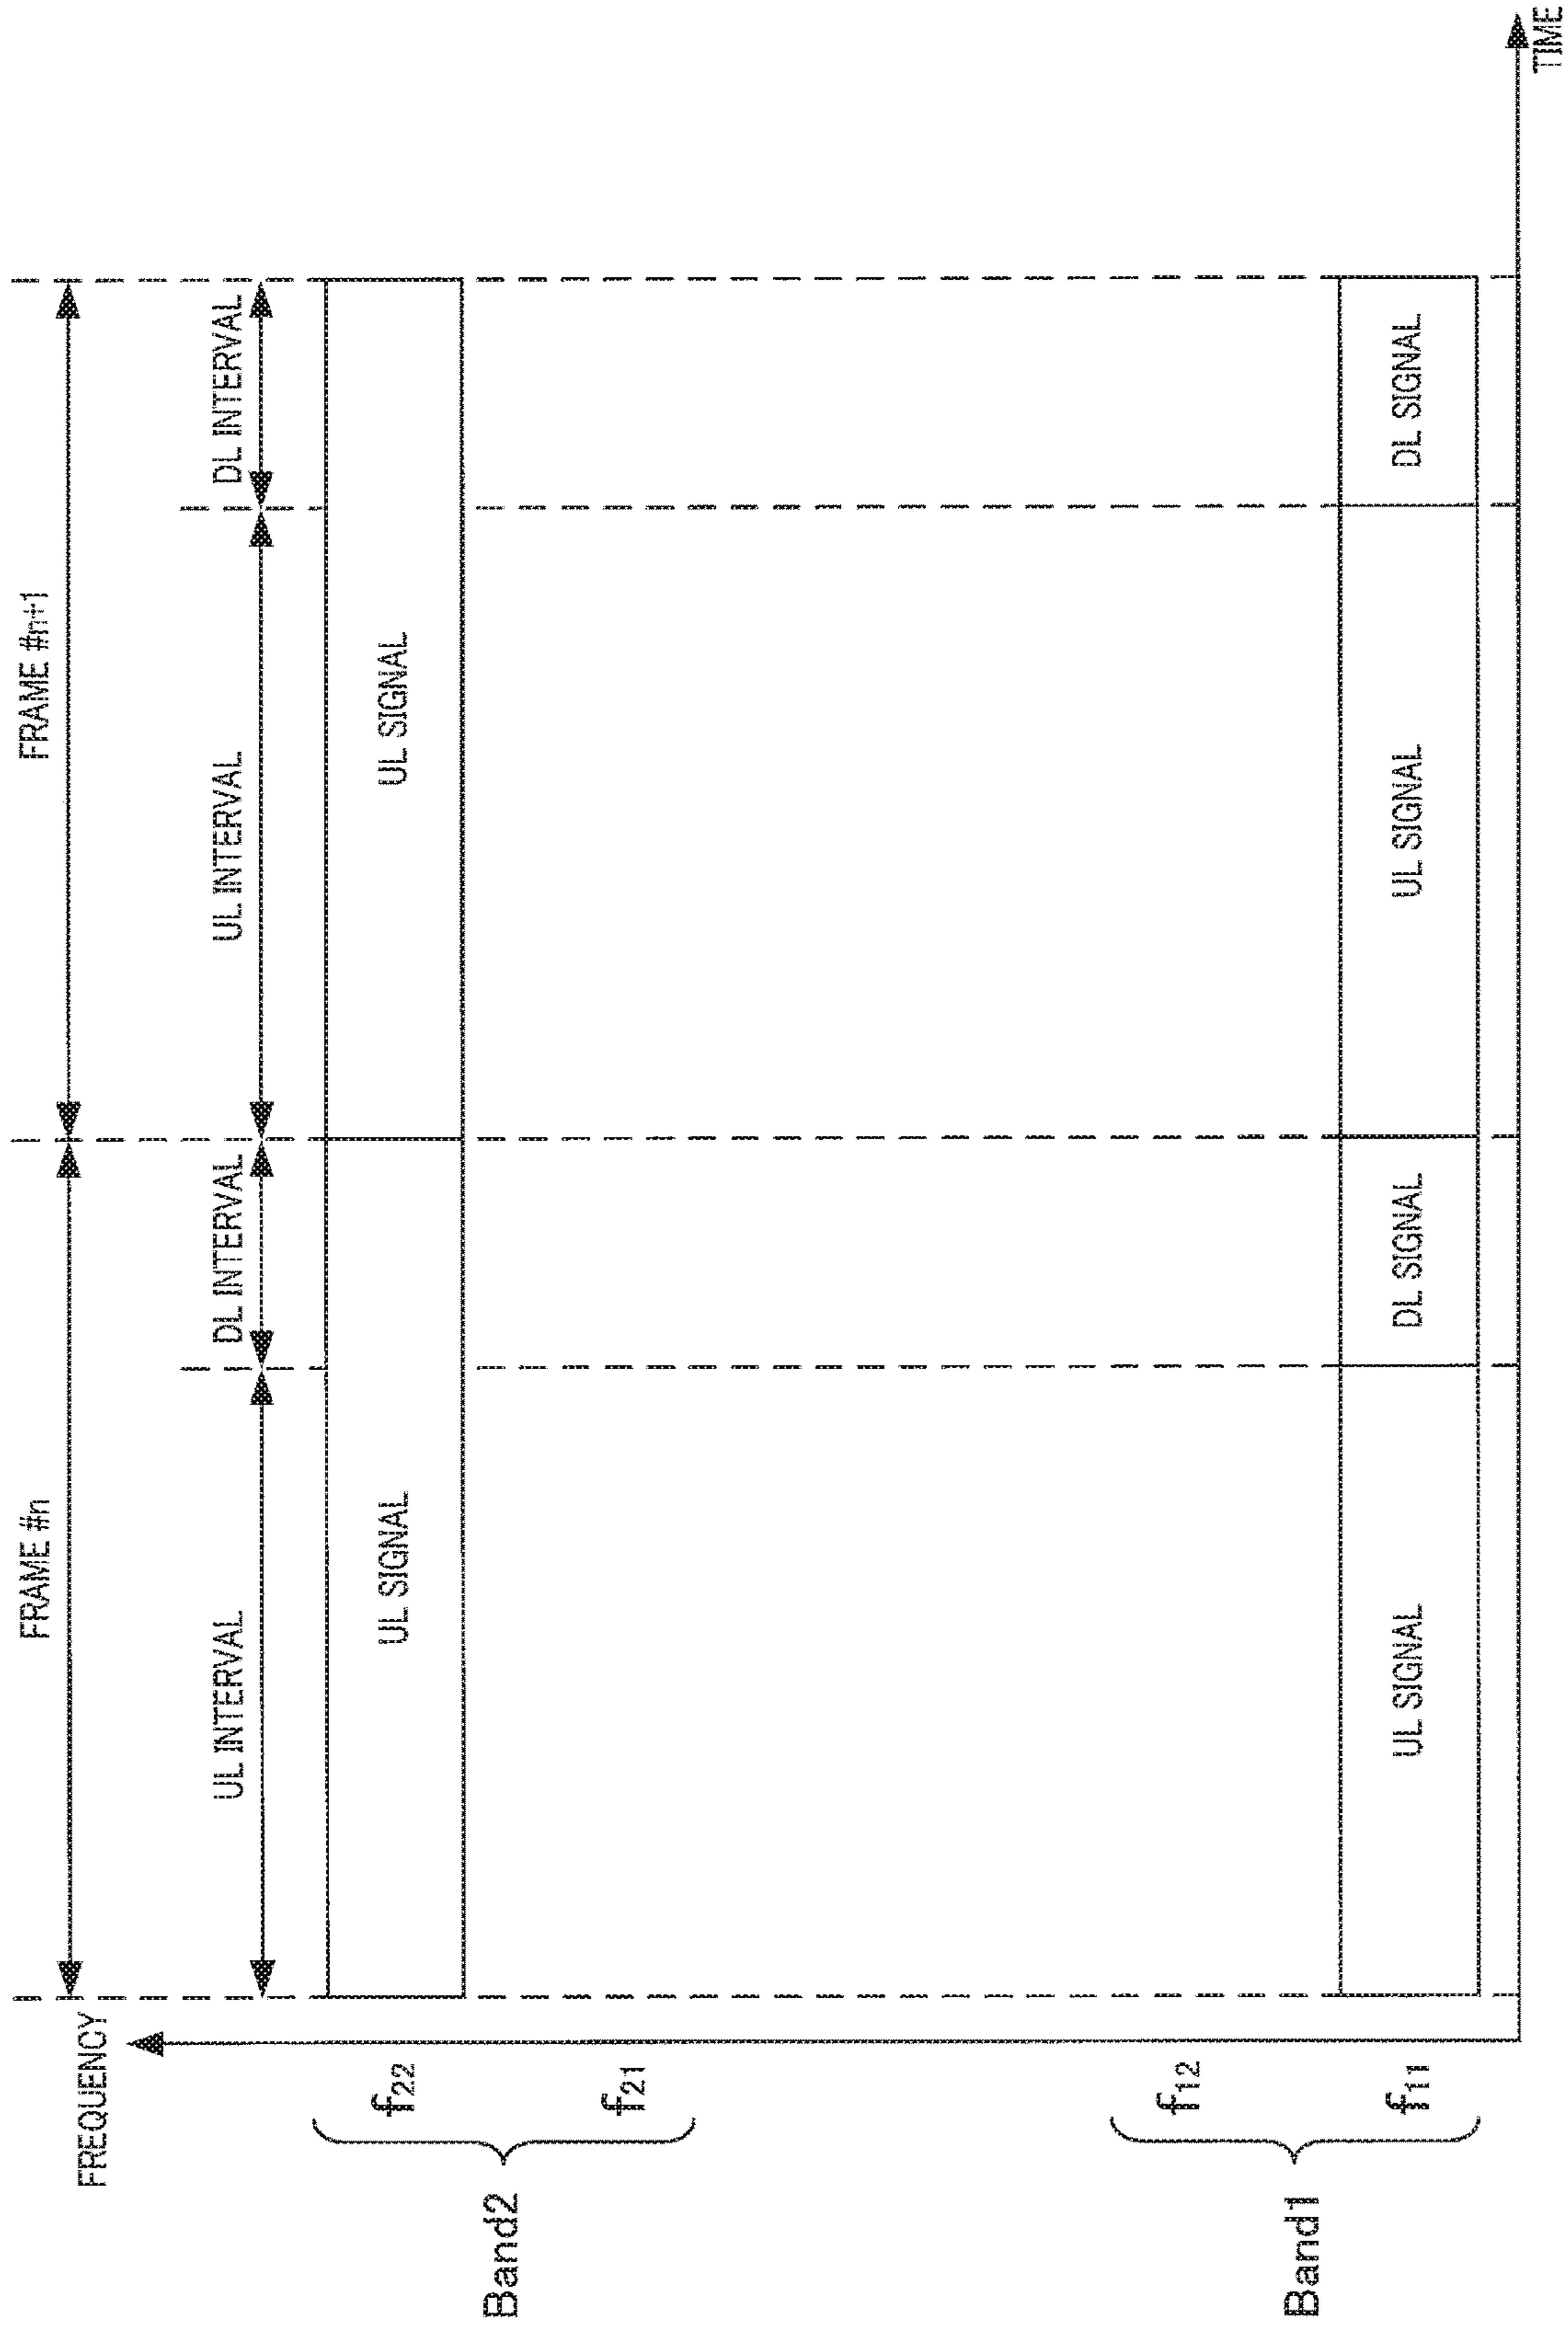 FRAME #n
FRAME #n+1
FREQUENCY
UL INTERVAL
DL INTERVAL
UL INTERVAL
DL INTERVAL
Band2
f22
UL SIGNAL
UL SIGNAL
f21
Band1
f12
f11
UL SIGNAL
DL SIGNAL
UL SIGNAL
DL SIGNAL
TIME